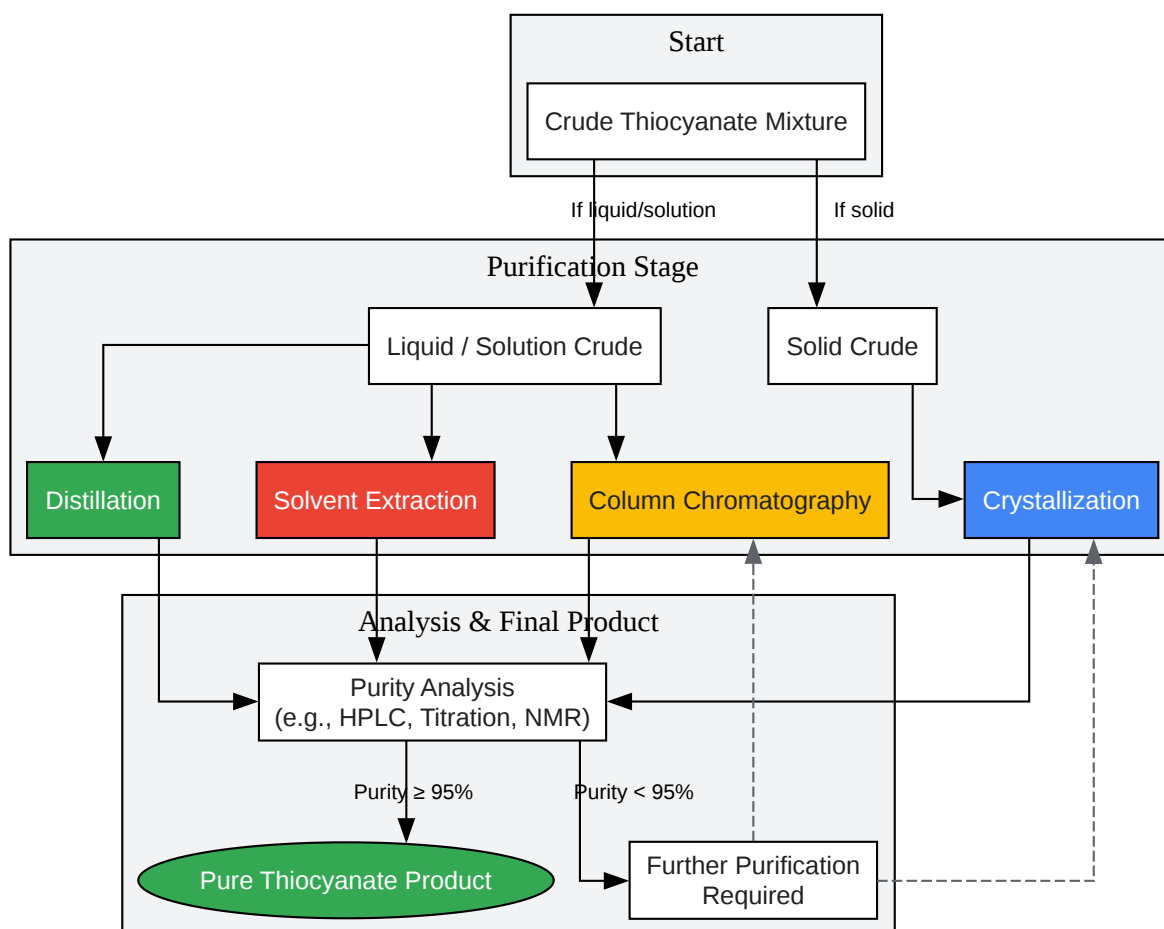 Start
Crude Thiocyanate Mixture
If liquid/solution
If solid
Purification Stage
Liquid / Solution Crude
Solid Crude
Distillation
Solvent Extraction
Column Chromatography
Crystallization
Analysis & Final Product
Purity Analysis
(e.g., HPLC, Titration, NMR)
Purity ≥ 95%
Purity < 95%
Pure Thiocyanate Product
Further Purification
Required